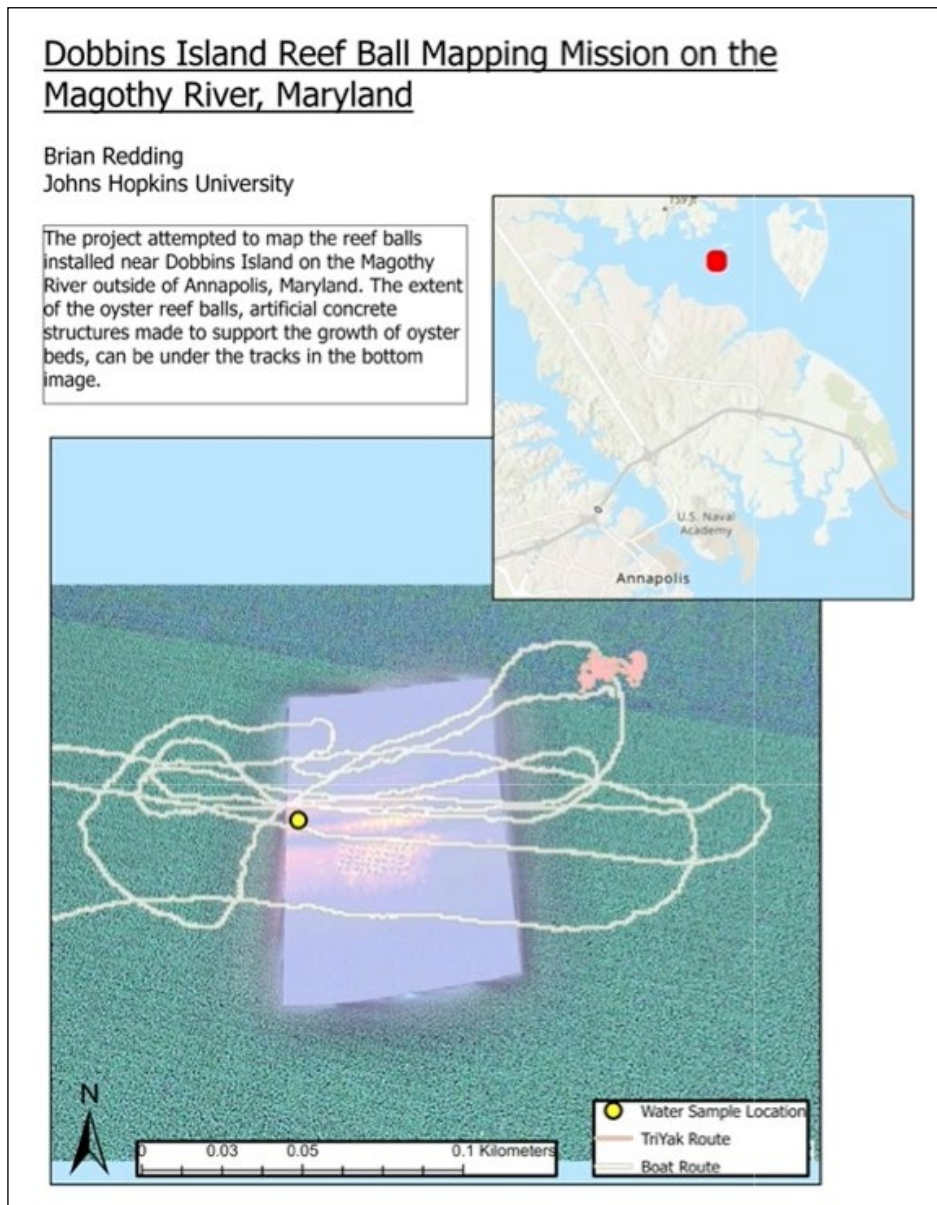 Dobbins Island Reef Ball Mapping Mission on the
Magothy River, Maryland
Brian Redding
Johns Hopkins University
The project attempted to map the reef balls
installed near Dobbins Island on the Magothy
River outside of Annapolis, Maryland. The extent
of the oyster reef balls, artificial concrete
structures made to support the growth of oyster
beds, can be under the tracks in the bottom
image.
159 ft
U.S. Naval
Academy
Annapolis
N
0 0.03 0.05 0.1 Kilometers
Water Sample Location
TriYak Route
Boat Route